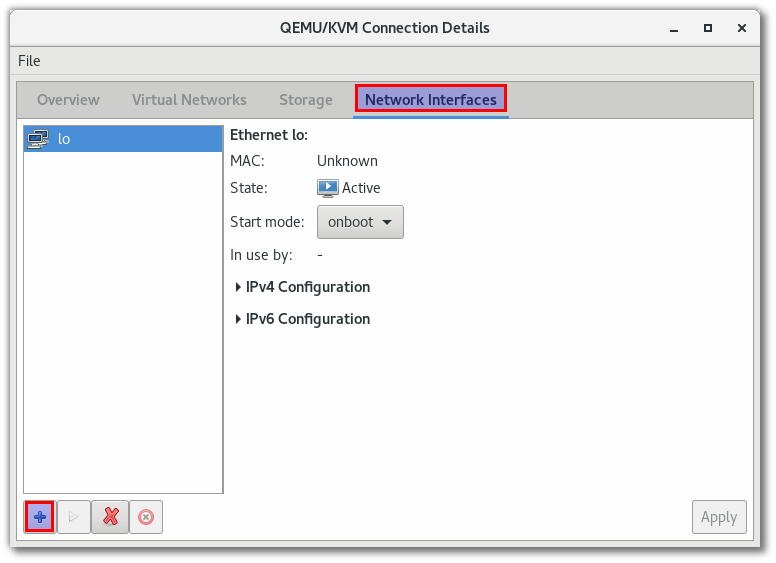 QEMU/KVM Connection Details
File
Overview Virtual Networks Storage Network Interfaces
lo
Ethernet lo:
MAC: Unknown
State: Active
Start mode: onboot
In use by: -
IPv4 Configuration
IPv6 Configuration
Apply